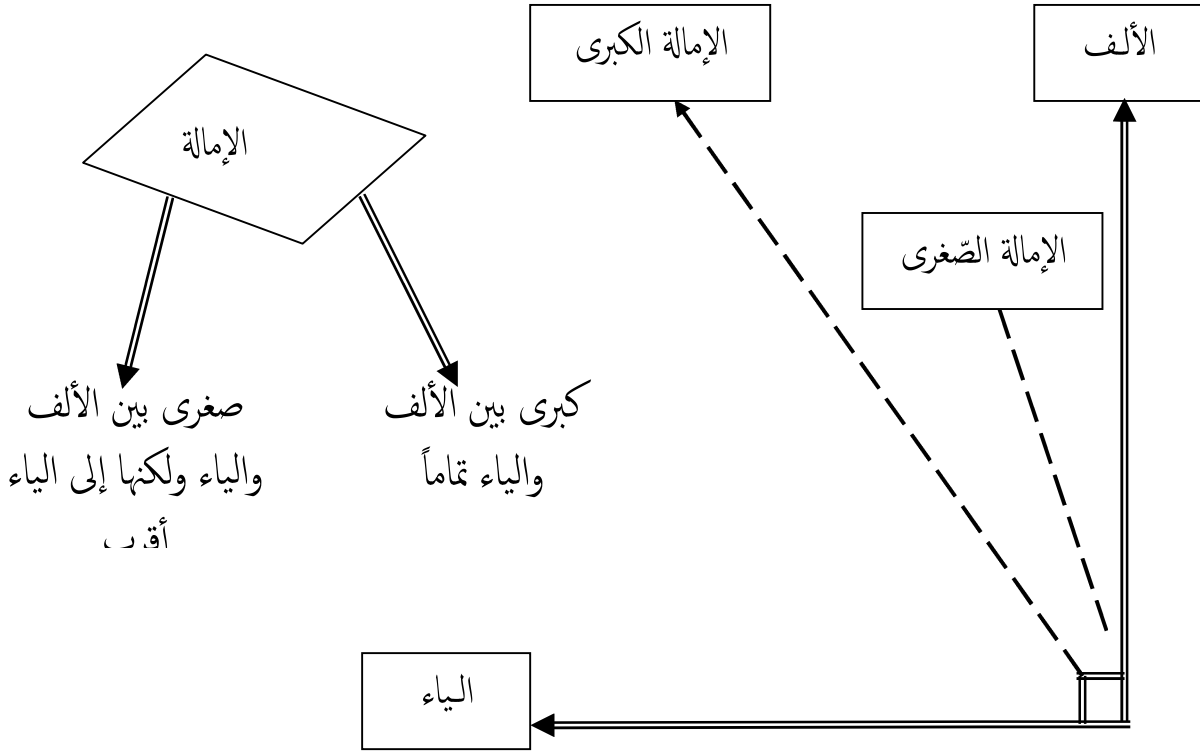 الألف
الإمالة الكبرى
الإمالة
الإمالة الصّغرى
كبرى بين الألف
والياء تماماً
صغرى بين الألف
والياء ولكنها إلى الياء
أقرب
الياء